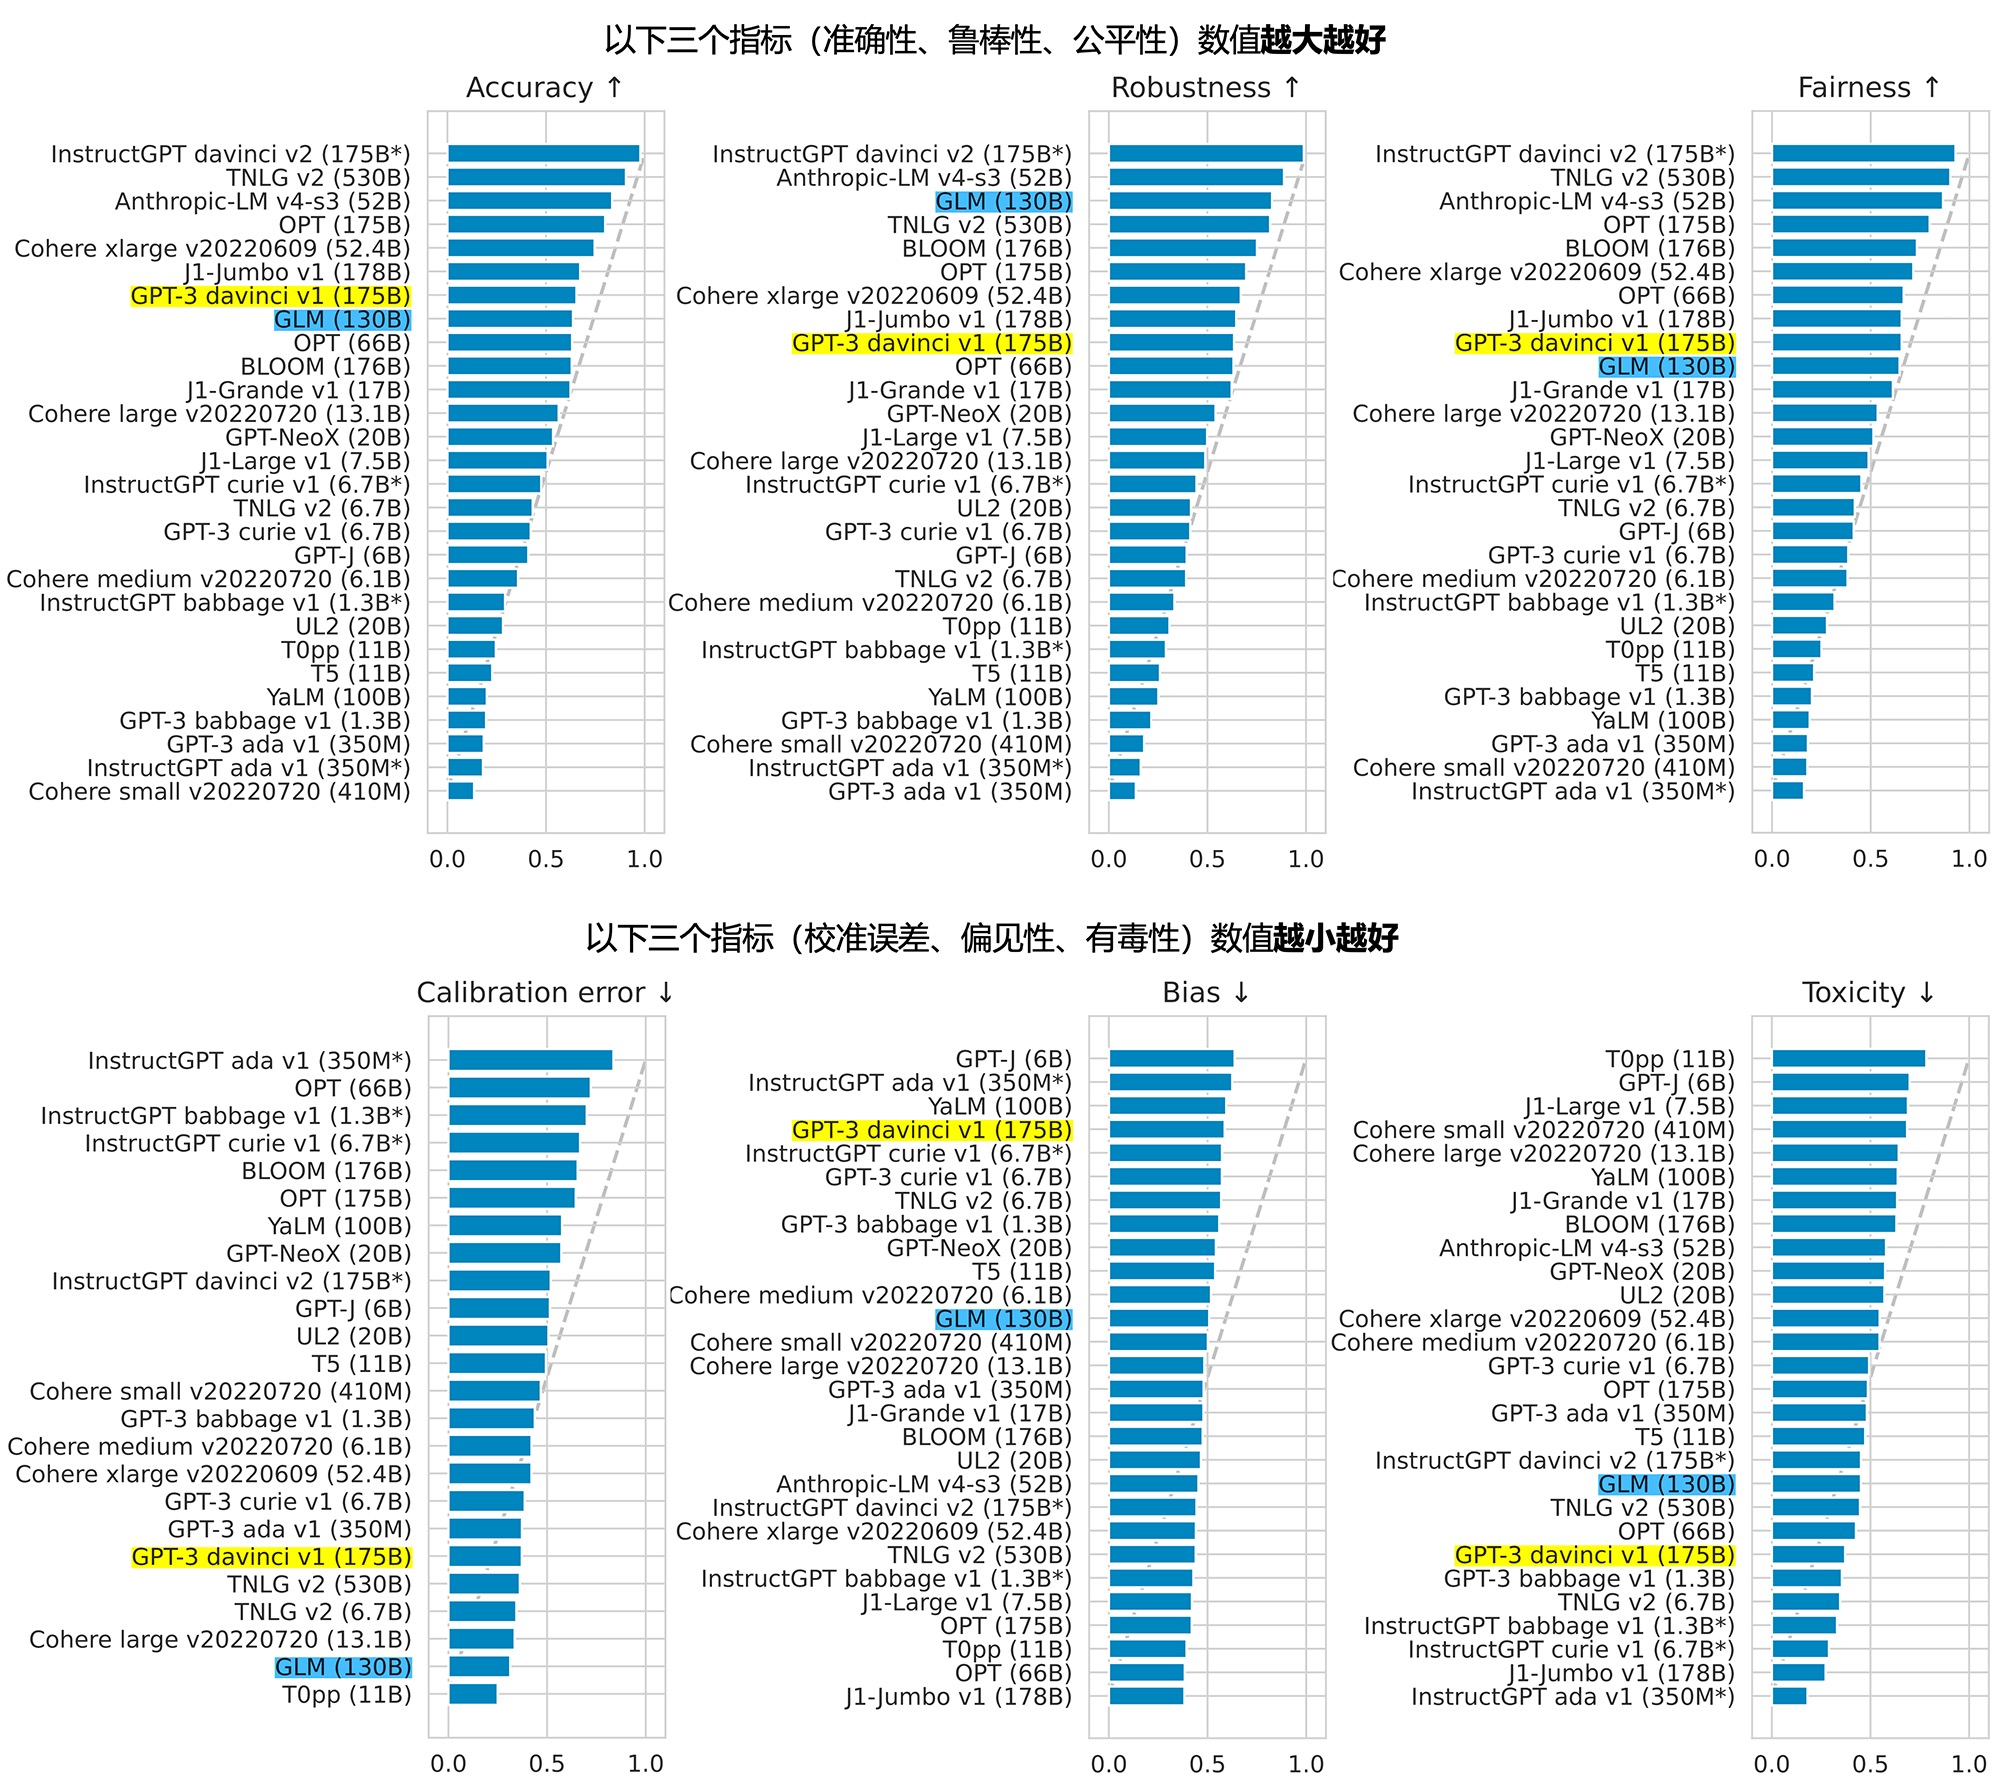 以下三个指标（准确性、鲁棒性、公平性）数值越大越好
Accuracy ↑
InstructGPT davinci v2 (175B*)
TNLG v2 (530B)
Anthropic-LM v4-s3 (52B)
OPT (175B)
Cohere xlarge v20220609 (52.4B)
J1-Jumbo v1 (178B)
GPT-3 davinci v1 (175B)
GLM (130B)
OPT (66B)
BLOOM (176B)
J1-Grande v1 (17B)
Cohere large v20220720 (13.1B)
GPT-NeoX (20B)
J1-Large v1 (7.5B)
InstructGPT curie v1 (6.7B*)
TNLG v2 (6.7B)
GPT-3 curie v1 (6.7B)
GPT-J (6B)
Cohere medium v20220720 (6.1B)
InstructGPT babbage v1 (1.3B*)
UL2 (20B)
T0pp (11B)
T5 (11B)
YaLM (100B)
GPT-3 babbage v1 (1.3B)
GPT-3 ada v1 (350M)
InstructGPT ada v1 (350M*)
Cohere small v20220720 (410M)
0.0 0.5 1.0
Robustness ↑
InstructGPT davinci v2 (175B*)
Anthropic-LM v4-s3 (52B)
GLM (130B)
TNLG v2 (530B)
BLOOM (176B)
OPT (175B)
Cohere xlarge v20220609 (52.4B)
J1-Jumbo v1 (178B)
GPT-3 davinci v1 (175B)
OPT (66B)
J1-Grande v1 (17B)
GPT-NeoX (20B)
J1-Large v1 (7.5B)
Cohere large v20220720 (13.1B)
InstructGPT curie v1 (6.7B*)
UL2 (20B)
GPT-3 curie v1 (6.7B)
GPT-J (6B)
TNLG v2 (6.7B)
Cohere medium v20220720 (6.1B)
T0pp (11B)
InstructGPT babbage v1 (1.3B*)
T5 (11B)
YaLM (100B)
GPT-3 babbage v1 (1.3B)
Cohere small v20220720 (410M)
InstructGPT ada v1 (350M*)
GPT-3 ada v1 (350M)
0.0 0.5 1.0
Fairness ↑
InstructGPT davinci v2 (175B*)
TNLG v2 (530B)
Anthropic-LM v4-s3 (52B)
OPT (175B)
BLOOM (176B)
Cohere xlarge v20220609 (52.4B)
OPT (66B)
J1-Jumbo v1 (178B)
GPT-3 davinci v1 (175B)
GLM (130B)
J1-Grande v1 (17B)
Cohere large v20220720 (13.1B)
GPT-NeoX (20B)
J1-Large v1 (7.5B)
InstructGPT curie v1 (6.7B*)
TNLG v2 (6.7B)
GPT-J (6B)
GPT-3 curie v1 (6.7B)
Cohere medium v20220720 (6.1B)
InstructGPT babbage v1 (1.3B*)
UL2 (20B)
T0pp (11B)
T5 (11B)
GPT-3 babbage v1 (1.3B)
YaLM (100B)
GPT-3 ada v1 (350M)
Cohere small v20220720 (410M)
InstructGPT ada v1 (350M*)
0.0 0.5 1.0
以下三个指标（校准误差、偏见性、有毒性）数值越小越好
Calibration error ↓
InstructGPT ada v1 (350M*)
OPT (66B)
InstructGPT babbage v1 (1.3B*)
InstructGPT curie v1 (6.7B*)
BLOOM (176B)
OPT (175B)
YaLM (100B)
GPT-NeoX (20B)
InstructGPT davinci v2 (175B*)
GPT-J (6B)
UL2 (20B)
T5 (11B)
Cohere small v20220720 (410M)
GPT-3 babbage v1 (1.3B)
Cohere medium v20220720 (6.1B)
Cohere xlarge v20220609 (52.4B)
GPT-3 curie v1 (6.7B)
GPT-3 ada v1 (350M)
GPT-3 davinci v1 (175B)
TNLG v2 (530B)
TNLG v2 (6.7B)
Cohere large v20220720 (13.1B)
GLM (130B)
T0pp (11B)
0.0 0.5 1.0
Bias ↓
GPT-J (6B)
InstructGPT ada v1 (350M*)
YaLM (100B)
GPT-3 davinci v1 (175B)
InstructGPT curie v1 (6.7B*)
GPT-3 curie v1 (6.7B)
TNLG v2 (6.7B)
GPT-3 babbage v1 (1.3B)
GPT-NeoX (20B)
T5 (11B)
Cohere medium v20220720 (6.1B)
GLM (130B)
Cohere small v20220720 (410M)
Cohere large v20220720 (13.1B)
GPT-3 ada v1 (350M)
J1-Grande v1 (17B)
BLOOM (176B)
UL2 (20B)
Anthropic-LM v4-s3 (52B)
InstructGPT davinci v2 (175B*)
Cohere xlarge v20220609 (52.4B)
TNLG v2 (530B)
InstructGPT babbage v1 (1.3B*)
J1-Large v1 (7.5B)
OPT (175B)
T0pp (11B)
OPT (66B)
J1-Jumbo v1 (178B)
0.0 0.5 1.0
Toxicity ↓
T0pp (11B)
GPT-J (6B)
J1-Large v1 (7.5B)
Cohere small v20220720 (410M)
Cohere large v20220720 (13.1B)
YaLM (100B)
J1-Grande v1 (17B)
BLOOM (176B)
Anthropic-LM v4-s3 (52B)
GPT-NeoX (20B)
UL2 (20B)
Cohere xlarge v20220609 (52.4B)
Cohere medium v20220720 (6.1B)
GPT-3 curie v1 (6.7B)
OPT (175B)
GPT-3 ada v1 (350M)
T5 (11B)
InstructGPT davinci v2 (175B*)
GLM (130B)
TNLG v2 (530B)
OPT (66B)
GPT-3 davinci v1 (175B)
GPT-3 babbage v1 (1.3B)
TNLG v2 (6.7B)
InstructGPT babbage v1 (1.3B*)
InstructGPT curie v1 (6.7B*)
J1-Jumbo v1 (178B)
InstructGPT ada v1 (350M*)
0.0 0.5 1.0